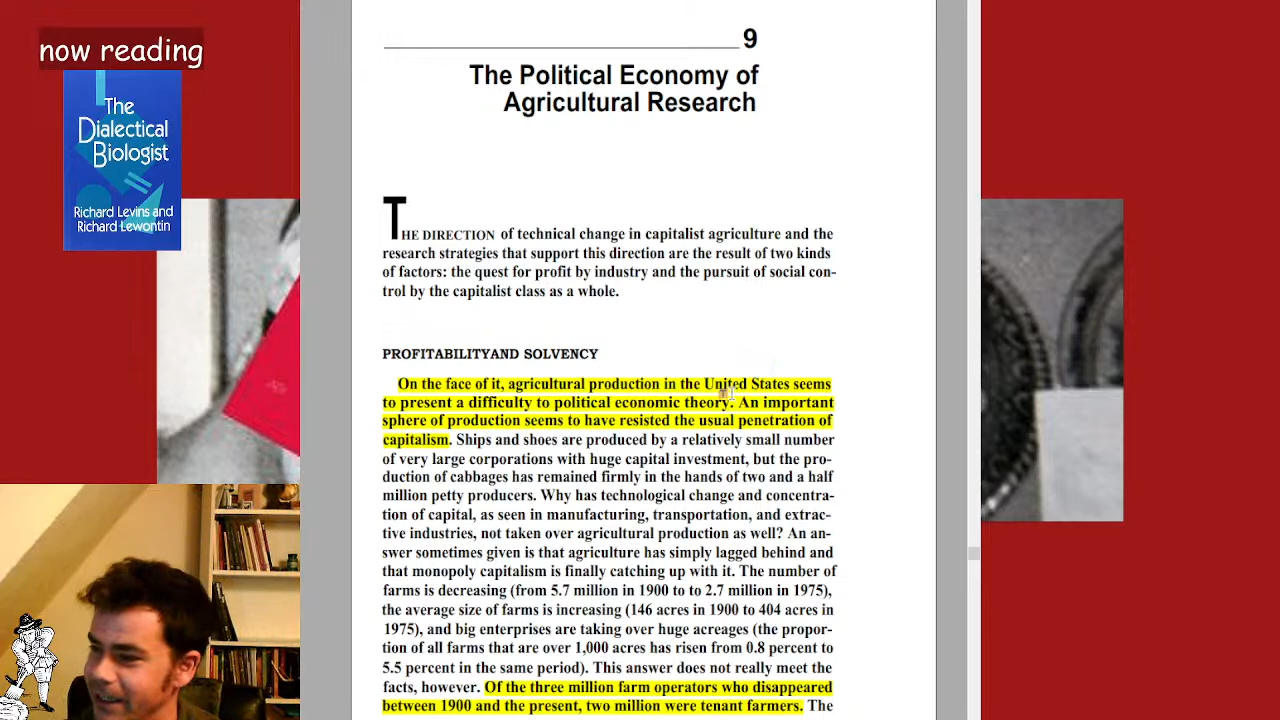 now reading
The
Dialectical
Biologist
Richard Levins and
Richard Lewontin
9
The Political Economy of
Agricultural Research
THE DIRECTION of technical change in capitalist agriculture and the
research strategies that support this direction are the result of two kinds
of factors: the quest for profit by industry and the pursuit of social con-
trol by the capitalist class as a whole.
PROFITABILITYAND SOLVENCY
On the face of it, agricultural production in the United States seems
to present a difficulty to political economic theory. An important
sphere of production seems to have resisted the usual penetration of
capitalism. Ships and shoes are produced by a relatively small number
of very large corporations with huge capital investment, but the pro-
duction of cabbages has remained firmly in the hands of two and a half
million petty producers. Why has technological change and concentra-
tion of capital, as seen in manufacturing, transportation, and extrac-
tive industries, not taken over agricultural production as well? An an-
swer sometimes given is that agriculture has simply lagged behind and
that monopoly capitalism is finally catching up with it. The number of
farms is decreasing (from 5.7 million in 1900 to to 2.7 million in 1975),
the average size of farms is increasing (146 acres in 1900 to 404 acres in
1975), and big enterprises are taking over huge acreages (the propor-
tion of all farms that are over 1,000 acres has risen from 0.8 percent to
5.5 percent in the same period). This answer does not really meet the
facts, however. Of the three million farm operators who disappeared
between 1900 and the present, two million were tenant farmers. The